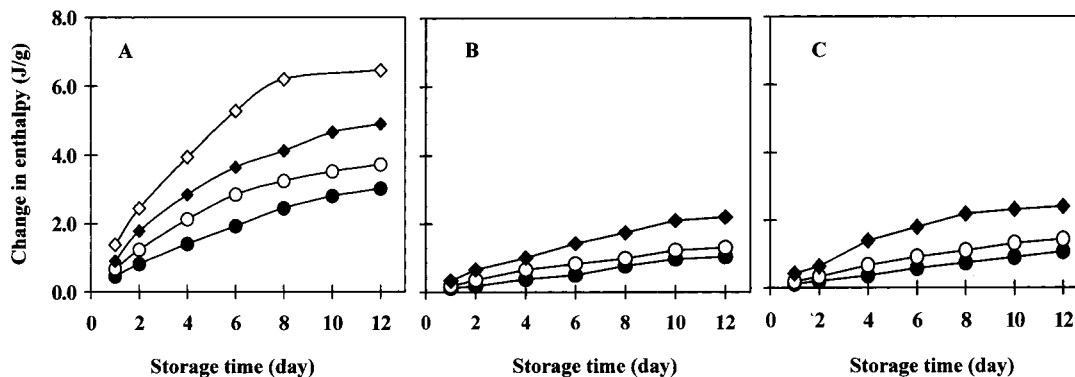 8.0
6.0
4.0
2.0
0.0
Change in enthalpy (J/g)
A
B
C
0 2 4 6 8 10 12
0 2 4 6 8 10 12
0 2 4 6 8 10 12
Storage time (day)
Storage time (day)
Storage time (day)